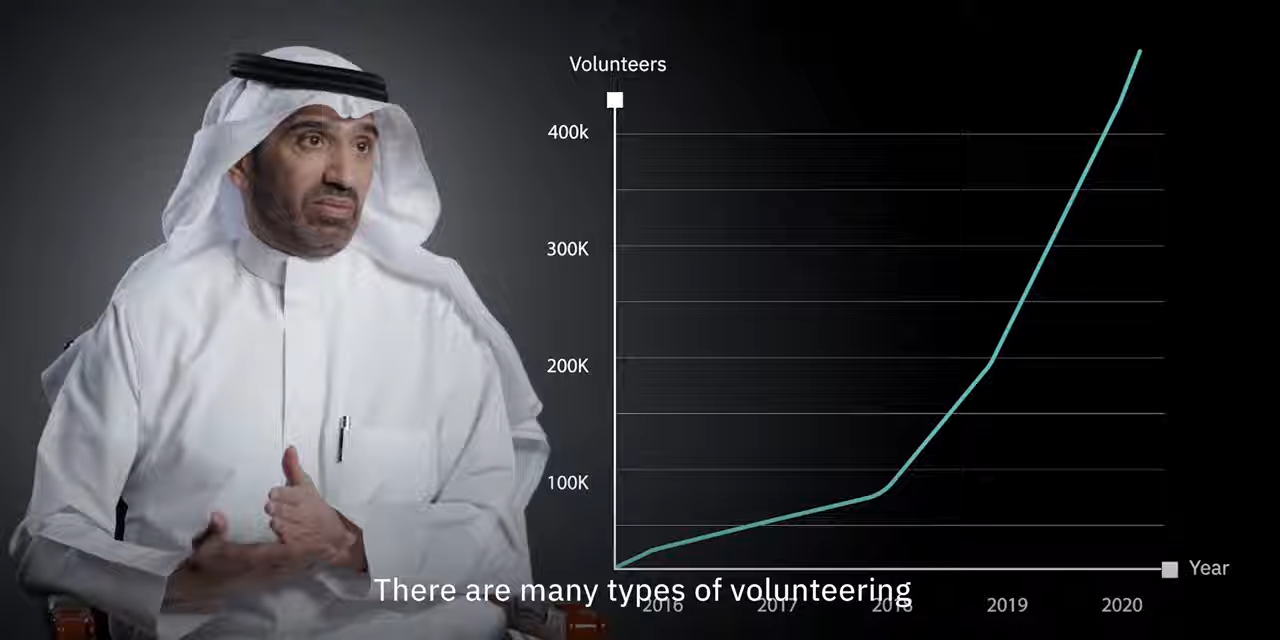 Volunteers
400k
300K
200K
100K
Year
There are many types of volunteering
2016
2017
2018
2019
2020